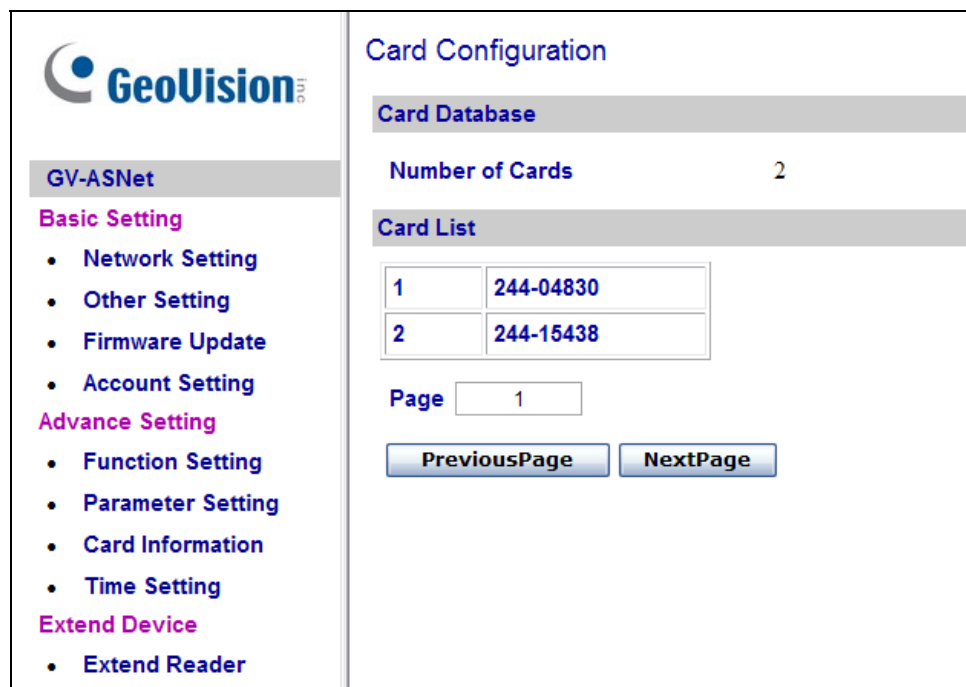 GeoVision inc
GV-ASNet
Basic Setting
• Network Setting
• Other Setting
• Firmware Update
• Account Setting
Advance Setting
• Function Setting
• Parameter Setting
• Card Information
• Time Setting
Extend Device
• Extend Reader
Card Configuration
Card Database
Number of Cards 2
Card List
1 244-04830
2 244-15438
Page 1
PreviousPage NextPage